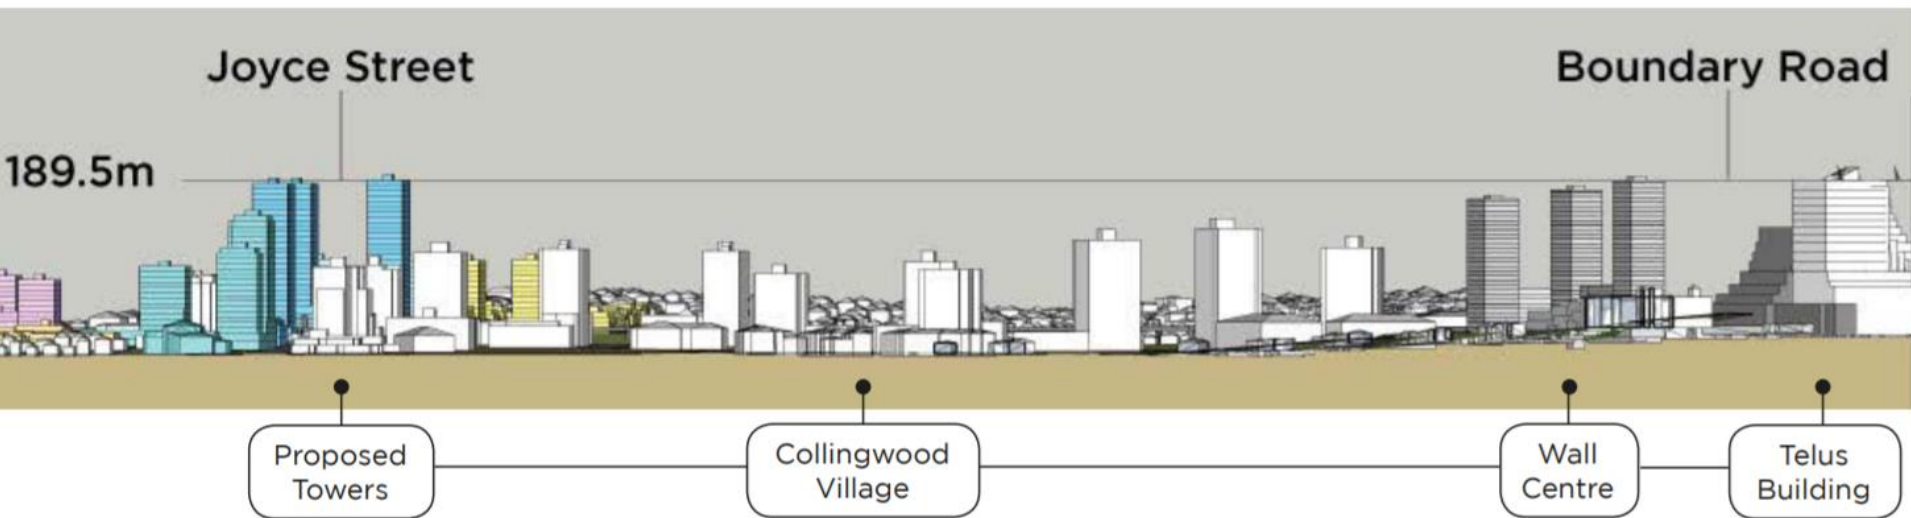 Joyce Street
Boundary Road
189.5m
Proposed
Towers
Collingwood
Village
Wall
Centre
Telus
Building